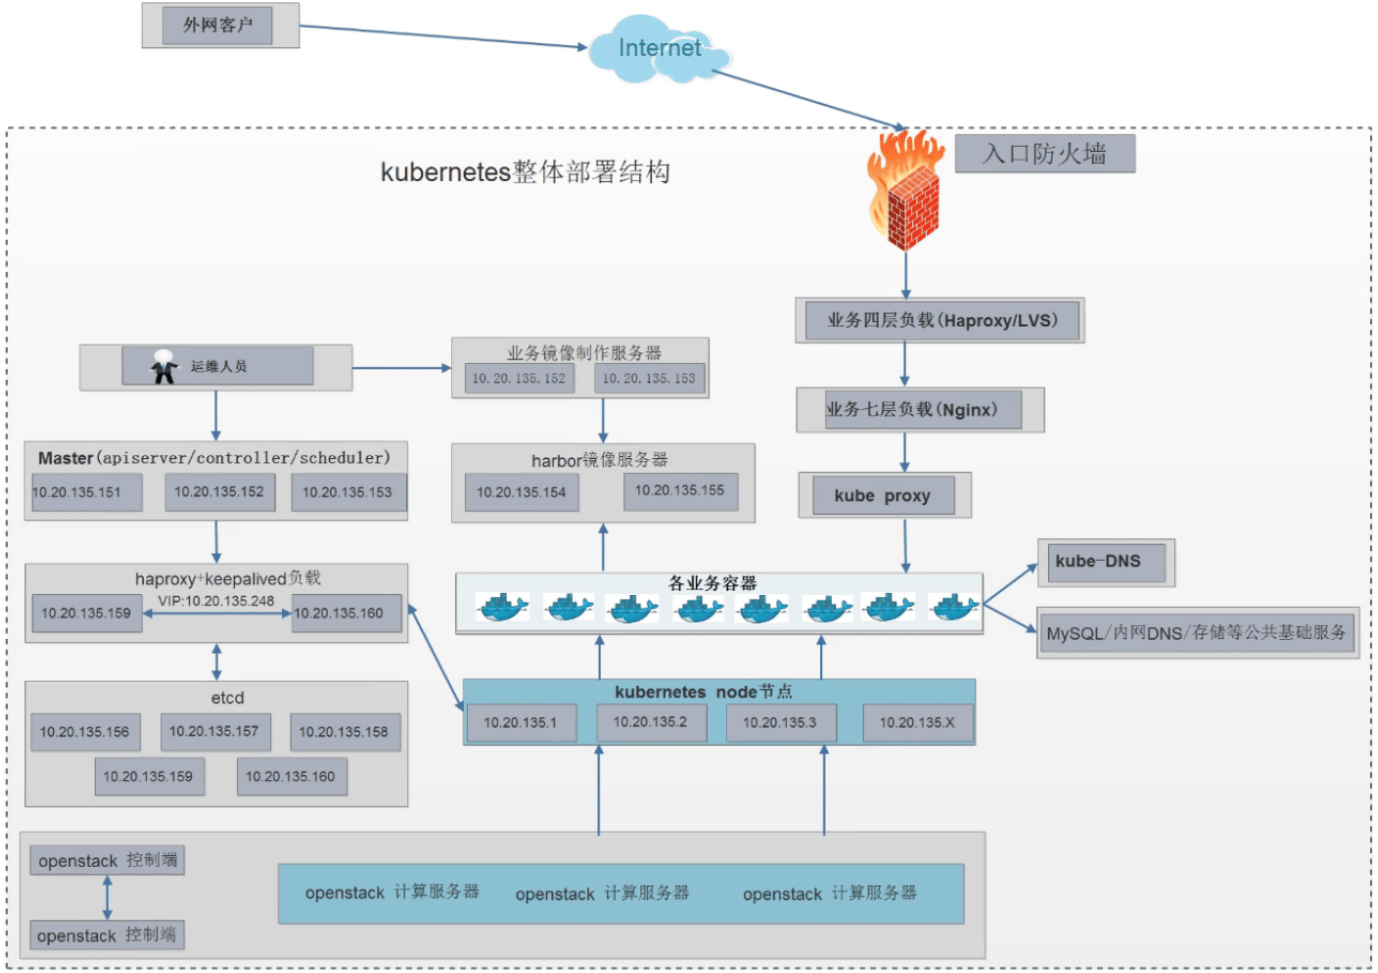 外网客户
Internet
入口防火墙
kubernetes整体部署结构
业务四层负载(Haproxy/LVS)
运维人员
业务镜像制作服务器
10.20.135.152
10.20.135.153
业务七层负载(Nginx)
Master(apiserver/controller/scheduler)
10.20.135.151
10.20.135.152
10.20.135.153
harbor镜像服务器
10.20.135.154
10.20.135.155
kube proxy
haproxy+keepalived负载
VIP:10.20.135.248
10.20.135.159
10.20.135.160
各业务容器
kube-DNS
MySQL/内网DNS/存储等公共基础服务
etcd
10.20.135.156
10.20.135.157
10.20.135.158
10.20.135.159
10.20.135.160
kubernetes node节点
10.20.135.1
10.20.135.2
10.20.135.3
10.20.135.X
openstack 控制端
openstack 控制端
openstack 计算服务器
openstack 计算服务器
openstack 计算服务器